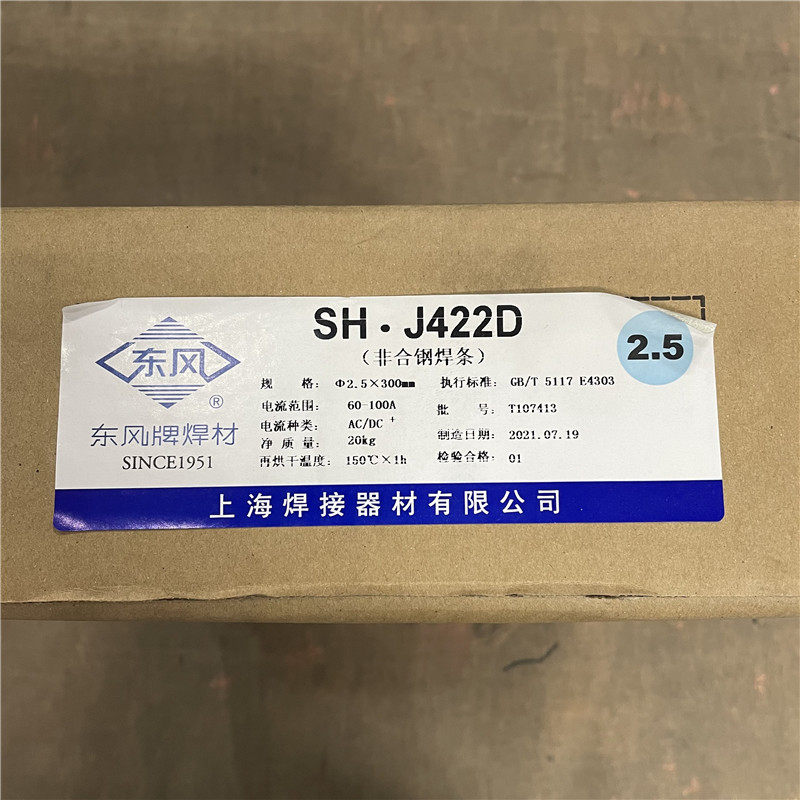 SH·J422D
(非合钢焊条)
2.5
东风
®
东风牌焊材
SINCE1951
规 格: Φ2.5×300mm 执行标准: GB/T 5117 E4303
电流范围: 60-100A 批 号: T107413
电流种类: AC/DC +
净 质 量: 20kg 制造日期: 2021.07.19
再烘干温度: 150℃×1h 检验合格: 01
上海焊接器材有限公司